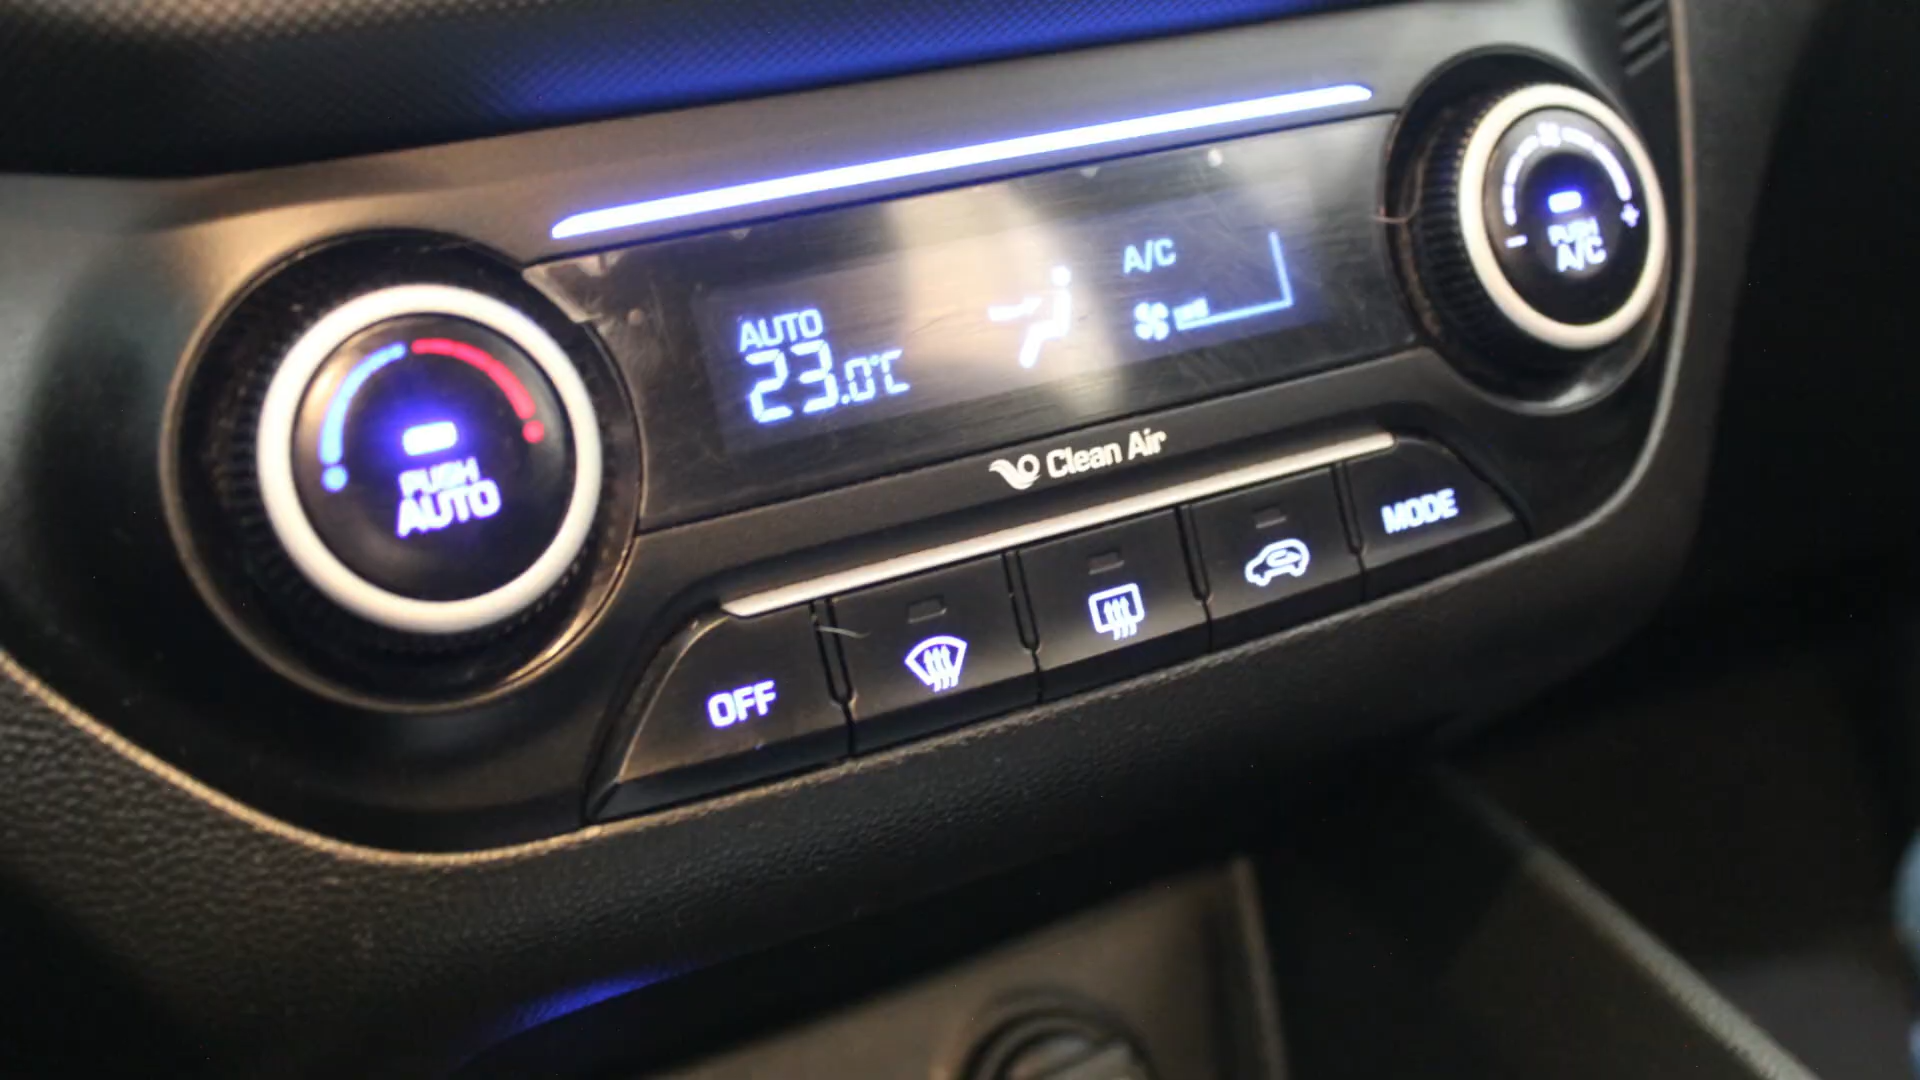 AUTO
23.0°C
A/C
PUSH
A/C
PUSH
AUTO
Clean Air
OFF
MODE